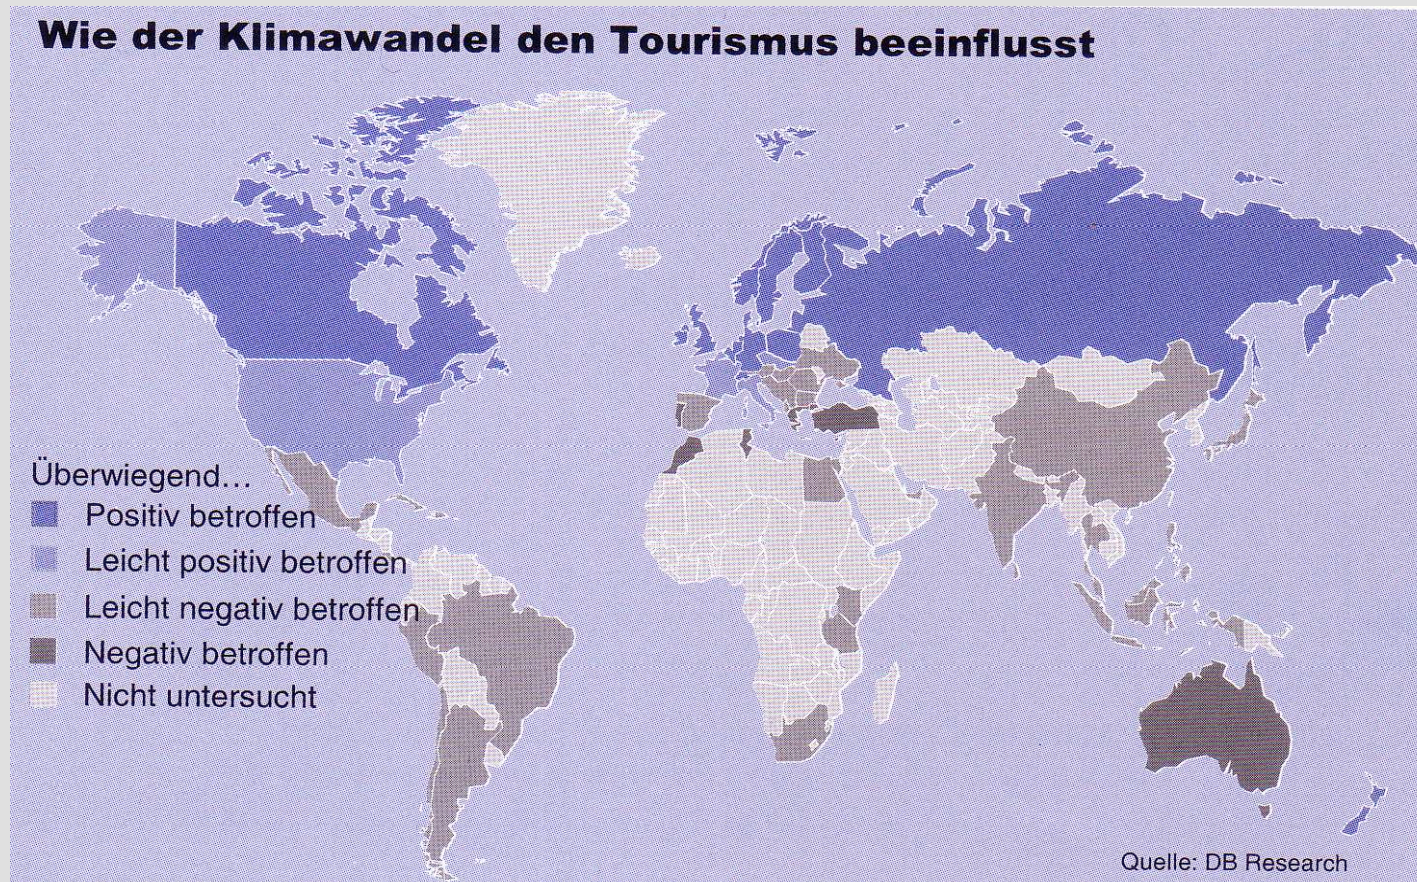 Wie der Klimawandel den Tourismus beeinflusst
Überwiegend...
Positiv betroffen
Leicht positiv betroffen
Leicht negativ betroffen
Negativ betroffen
Nicht untersucht
Quelle: DB Research